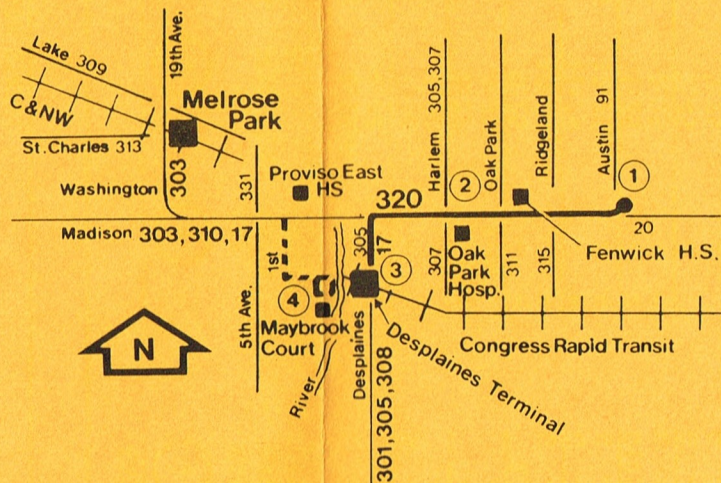 Lake 309
C&NW
St. Charles 313
19th Ave.
Melrose
Park
303
Washington
331
Proviso East
HS
Madison 303,310,17
1st
5th Ave.
4
Maybrook
Court
River
305
17
320
3
Desplaines
301,305,308
Desplaines Terminal
Harlem 305,307
2
Oak Park
Ridgeland
Austin 91
1
20
Fenwick H.S.
307
Oak
Park
Hosp.
311
315
Congress Rapid Transit
N